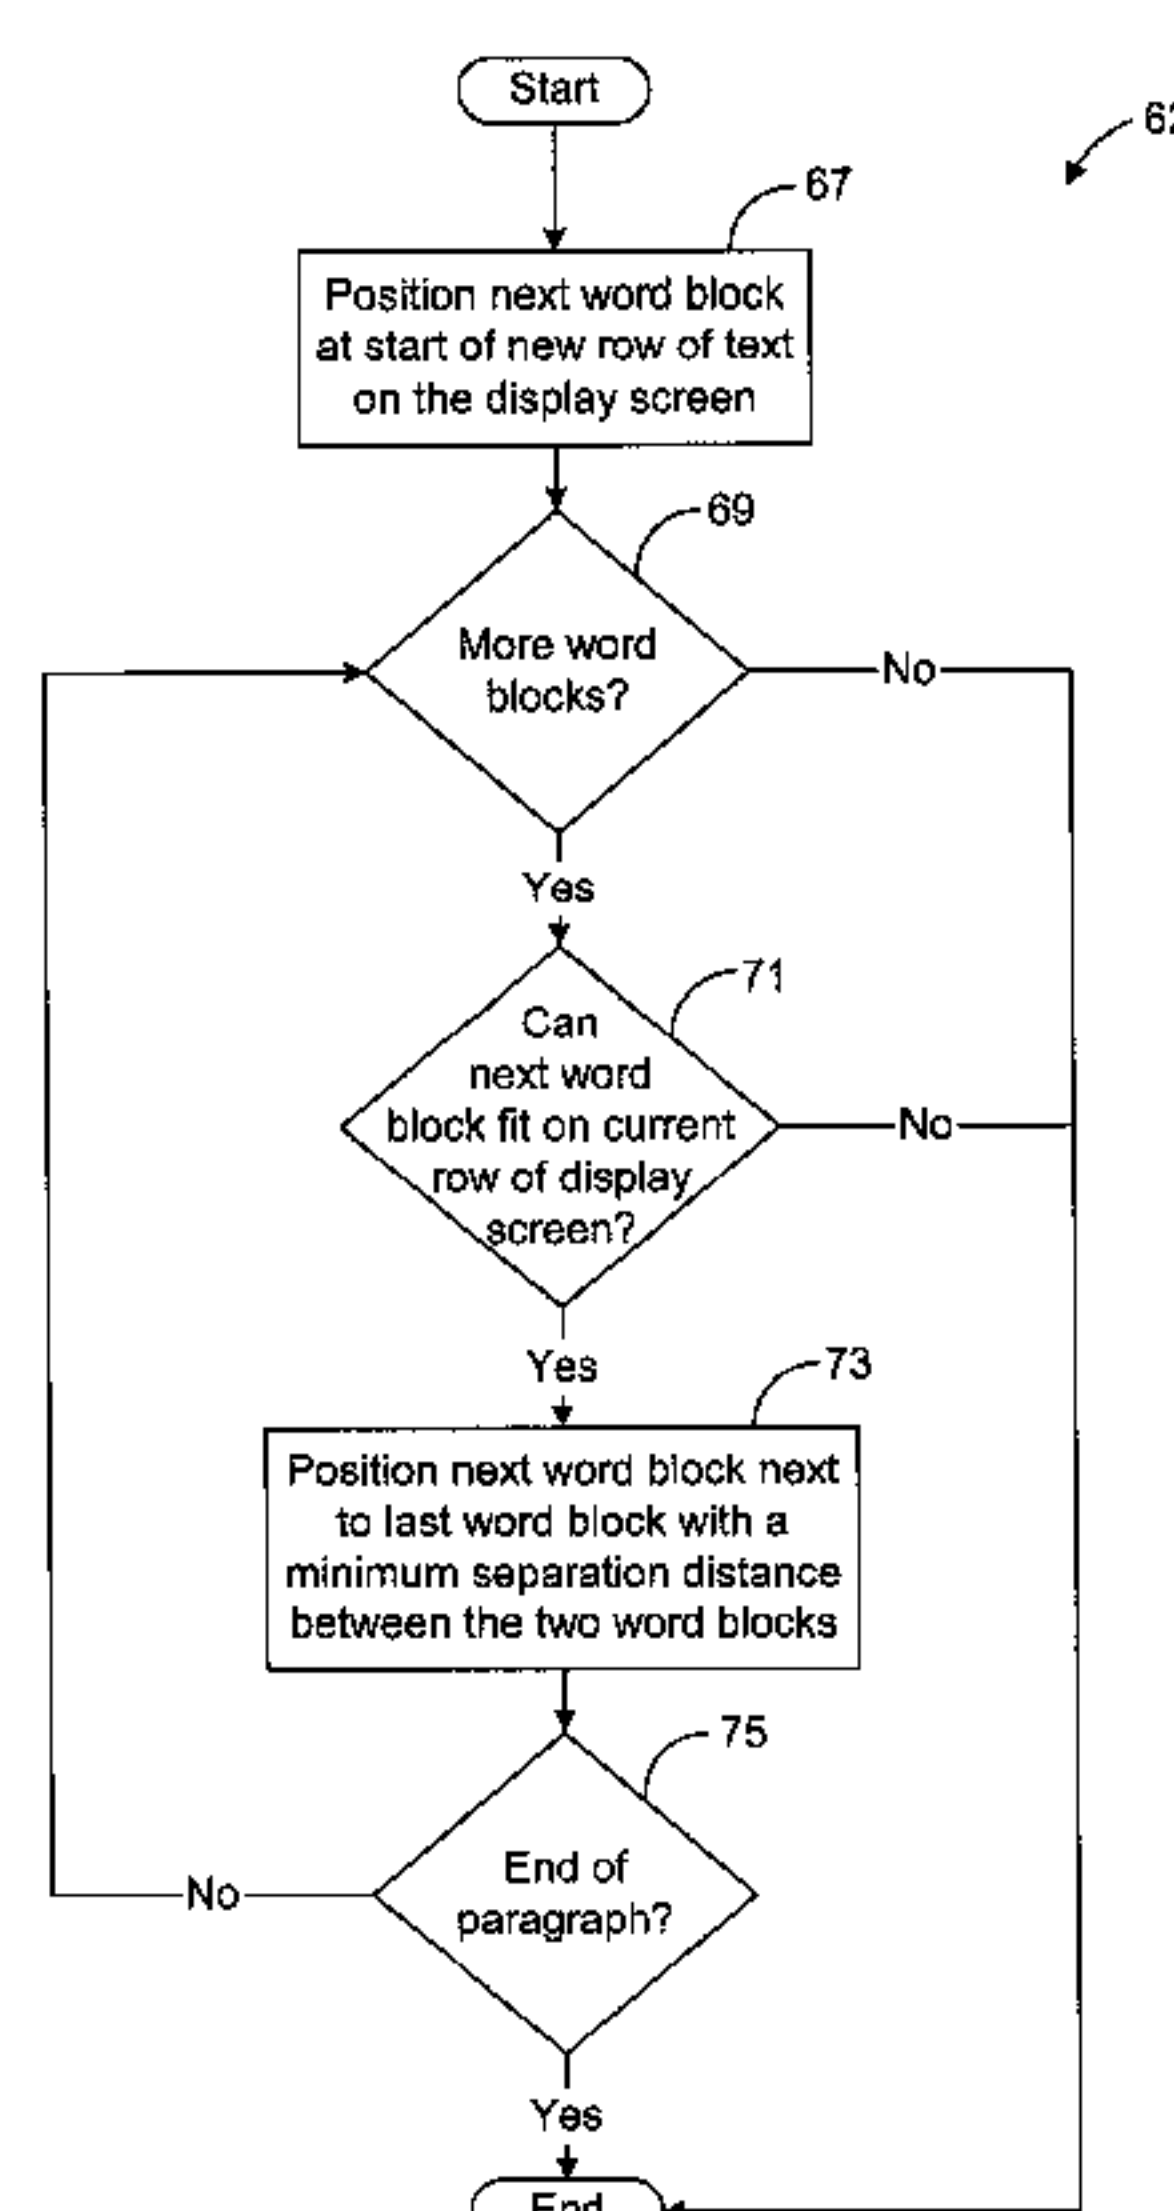 Start
62
67
Position next word block
at start of new row of text
on the display screen
69
More word
blocks?
No
Yes
71
Can
next word
block fit on current
row of display
screen?
No
Yes
73
Position next word block next
to last word block with a
minimum separation distance
between the two word blocks
75
End of
paragraph?
No
Yes
End